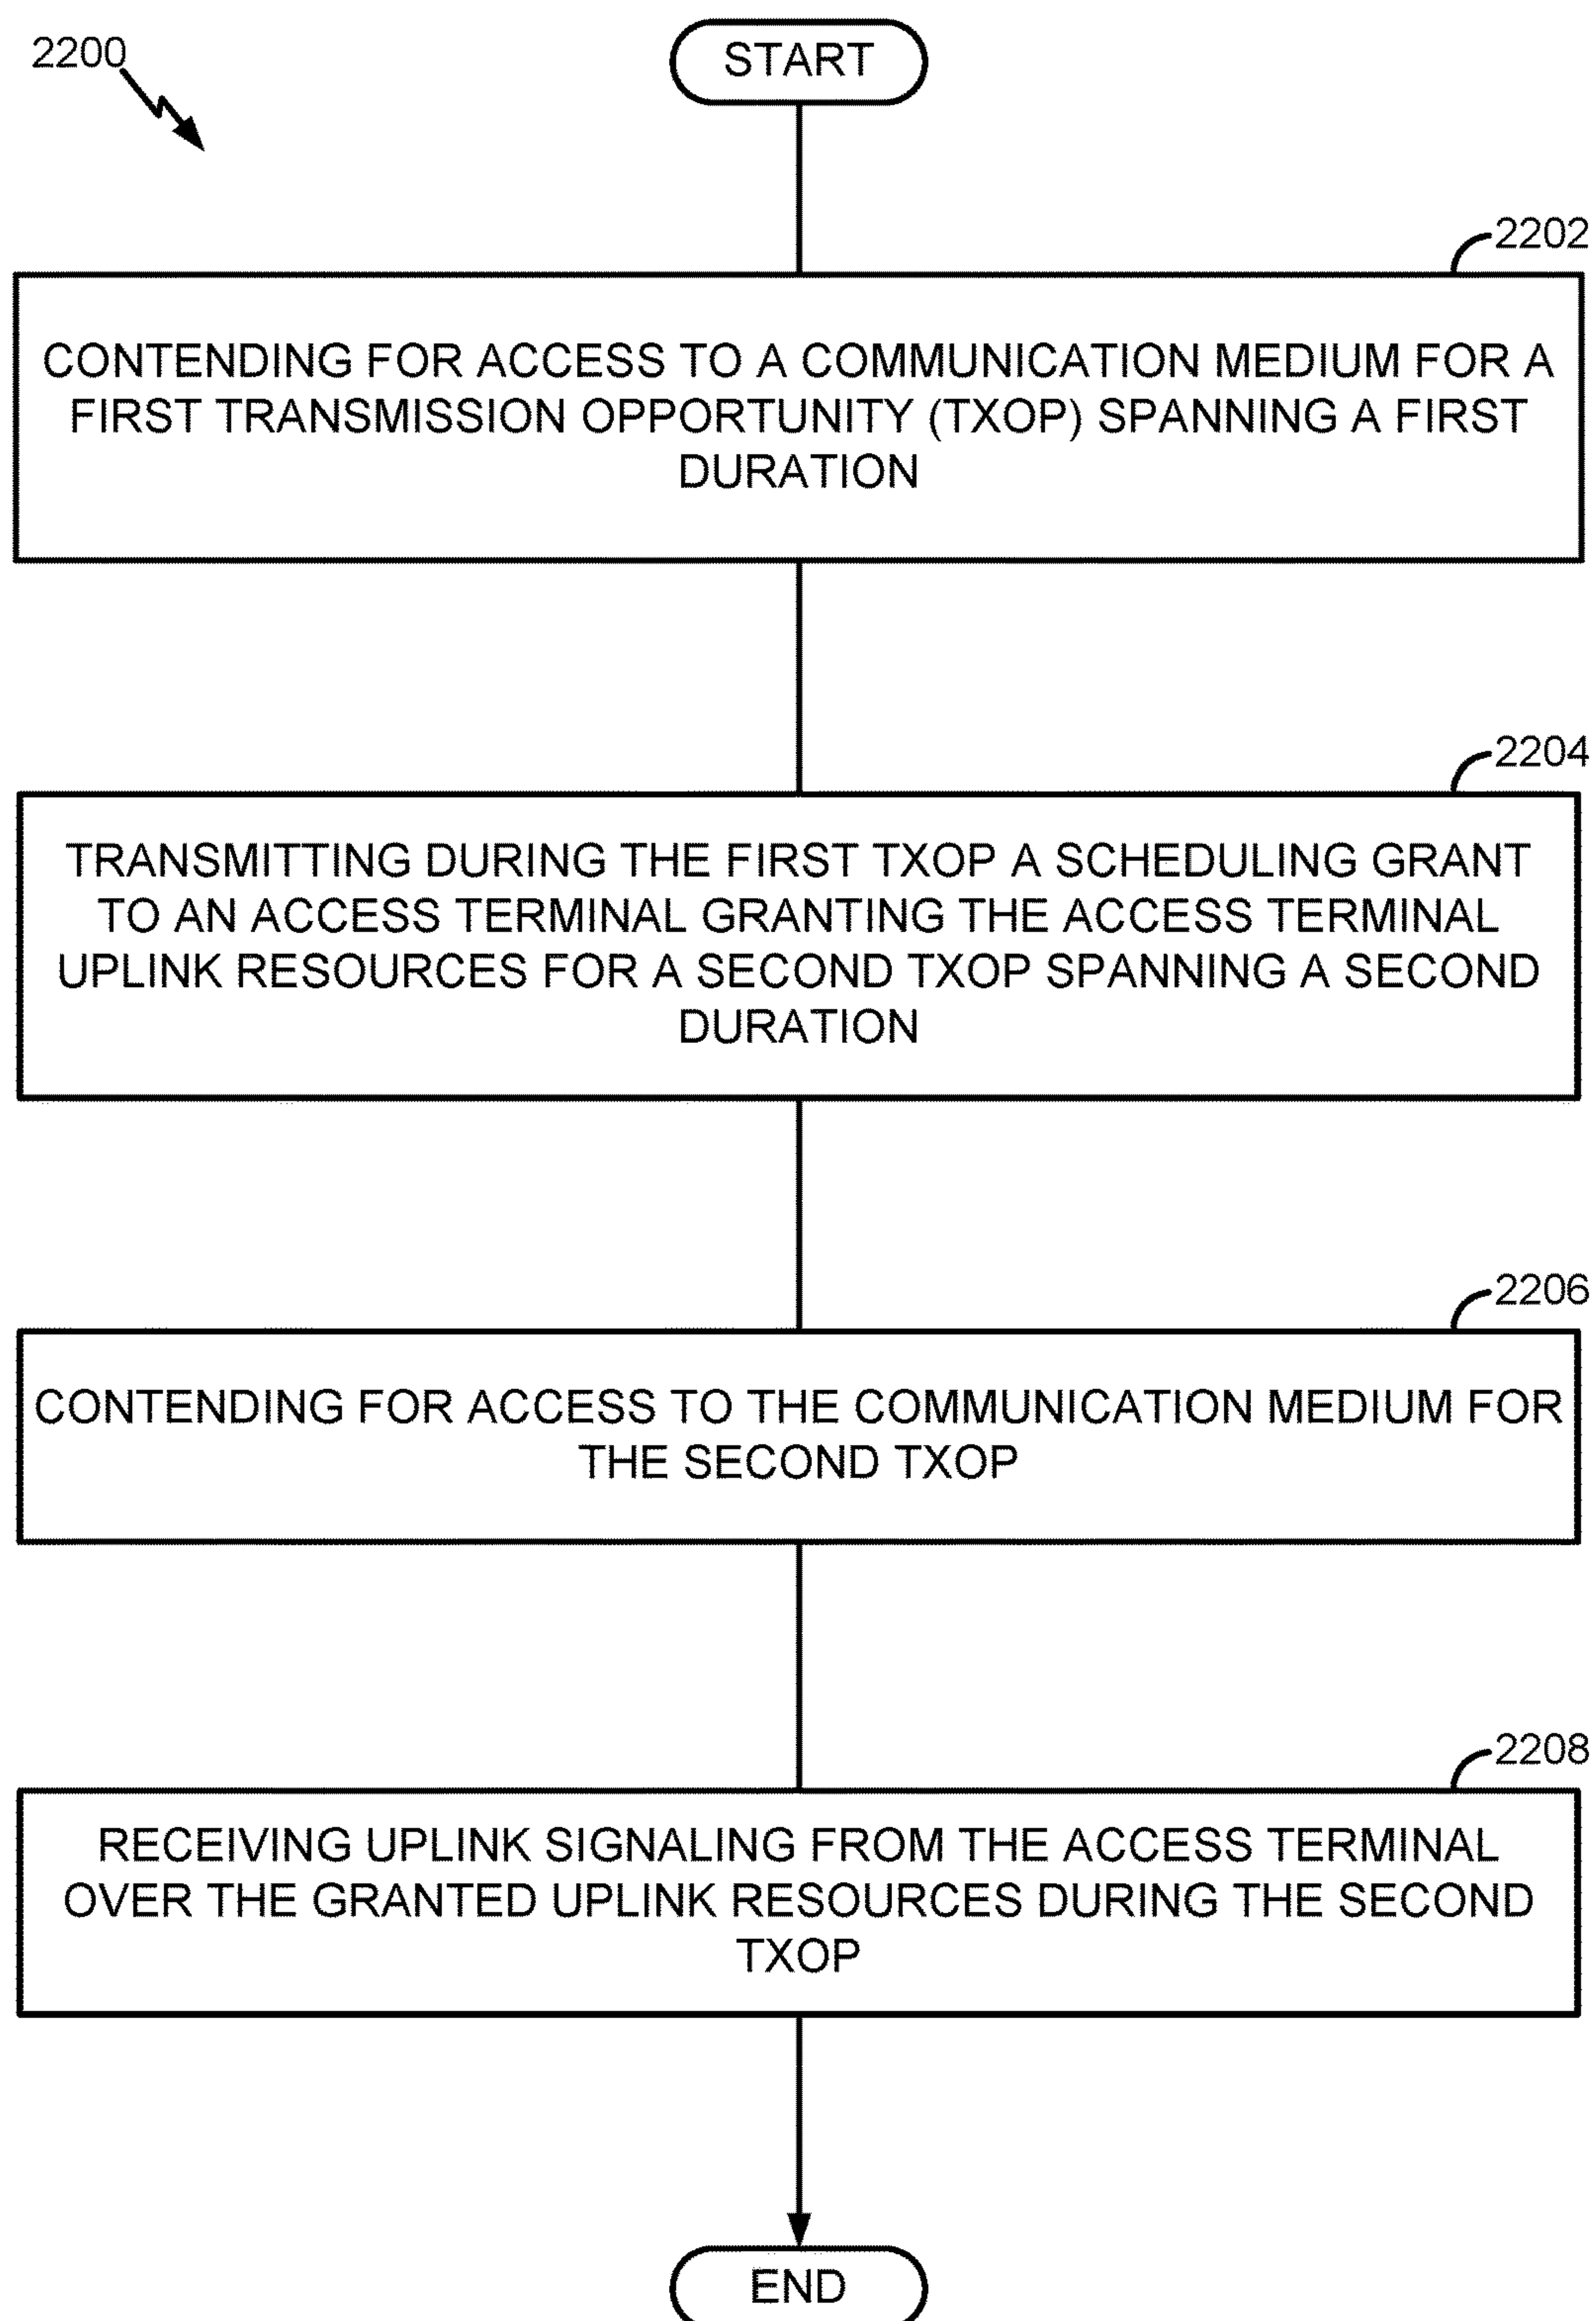 2200
START
2202
CONTENDING FOR ACCESS TO A COMMUNICATION MEDIUM FOR A
FIRST TRANSMISSION OPPORTUNITY (TXOP) SPANNING A FIRST
DURATION
2204
TRANSMITTING DURING THE FIRST TXOP A SCHEDULING GRANT
TO AN ACCESS TERMINAL GRANTING THE ACCESS TERMINAL
UPLINK RESOURCES FOR A SECOND TXOP SPANNING A SECOND
DURATION
2206
CONTENDING FOR ACCESS TO THE COMMUNICATION MEDIUM FOR
THE SECOND TXOP
2208
RECEIVING UPLINK SIGNALING FROM THE ACCESS TERMINAL
OVER THE GRANTED UPLINK RESOURCES DURING THE SECOND
TXOP
END